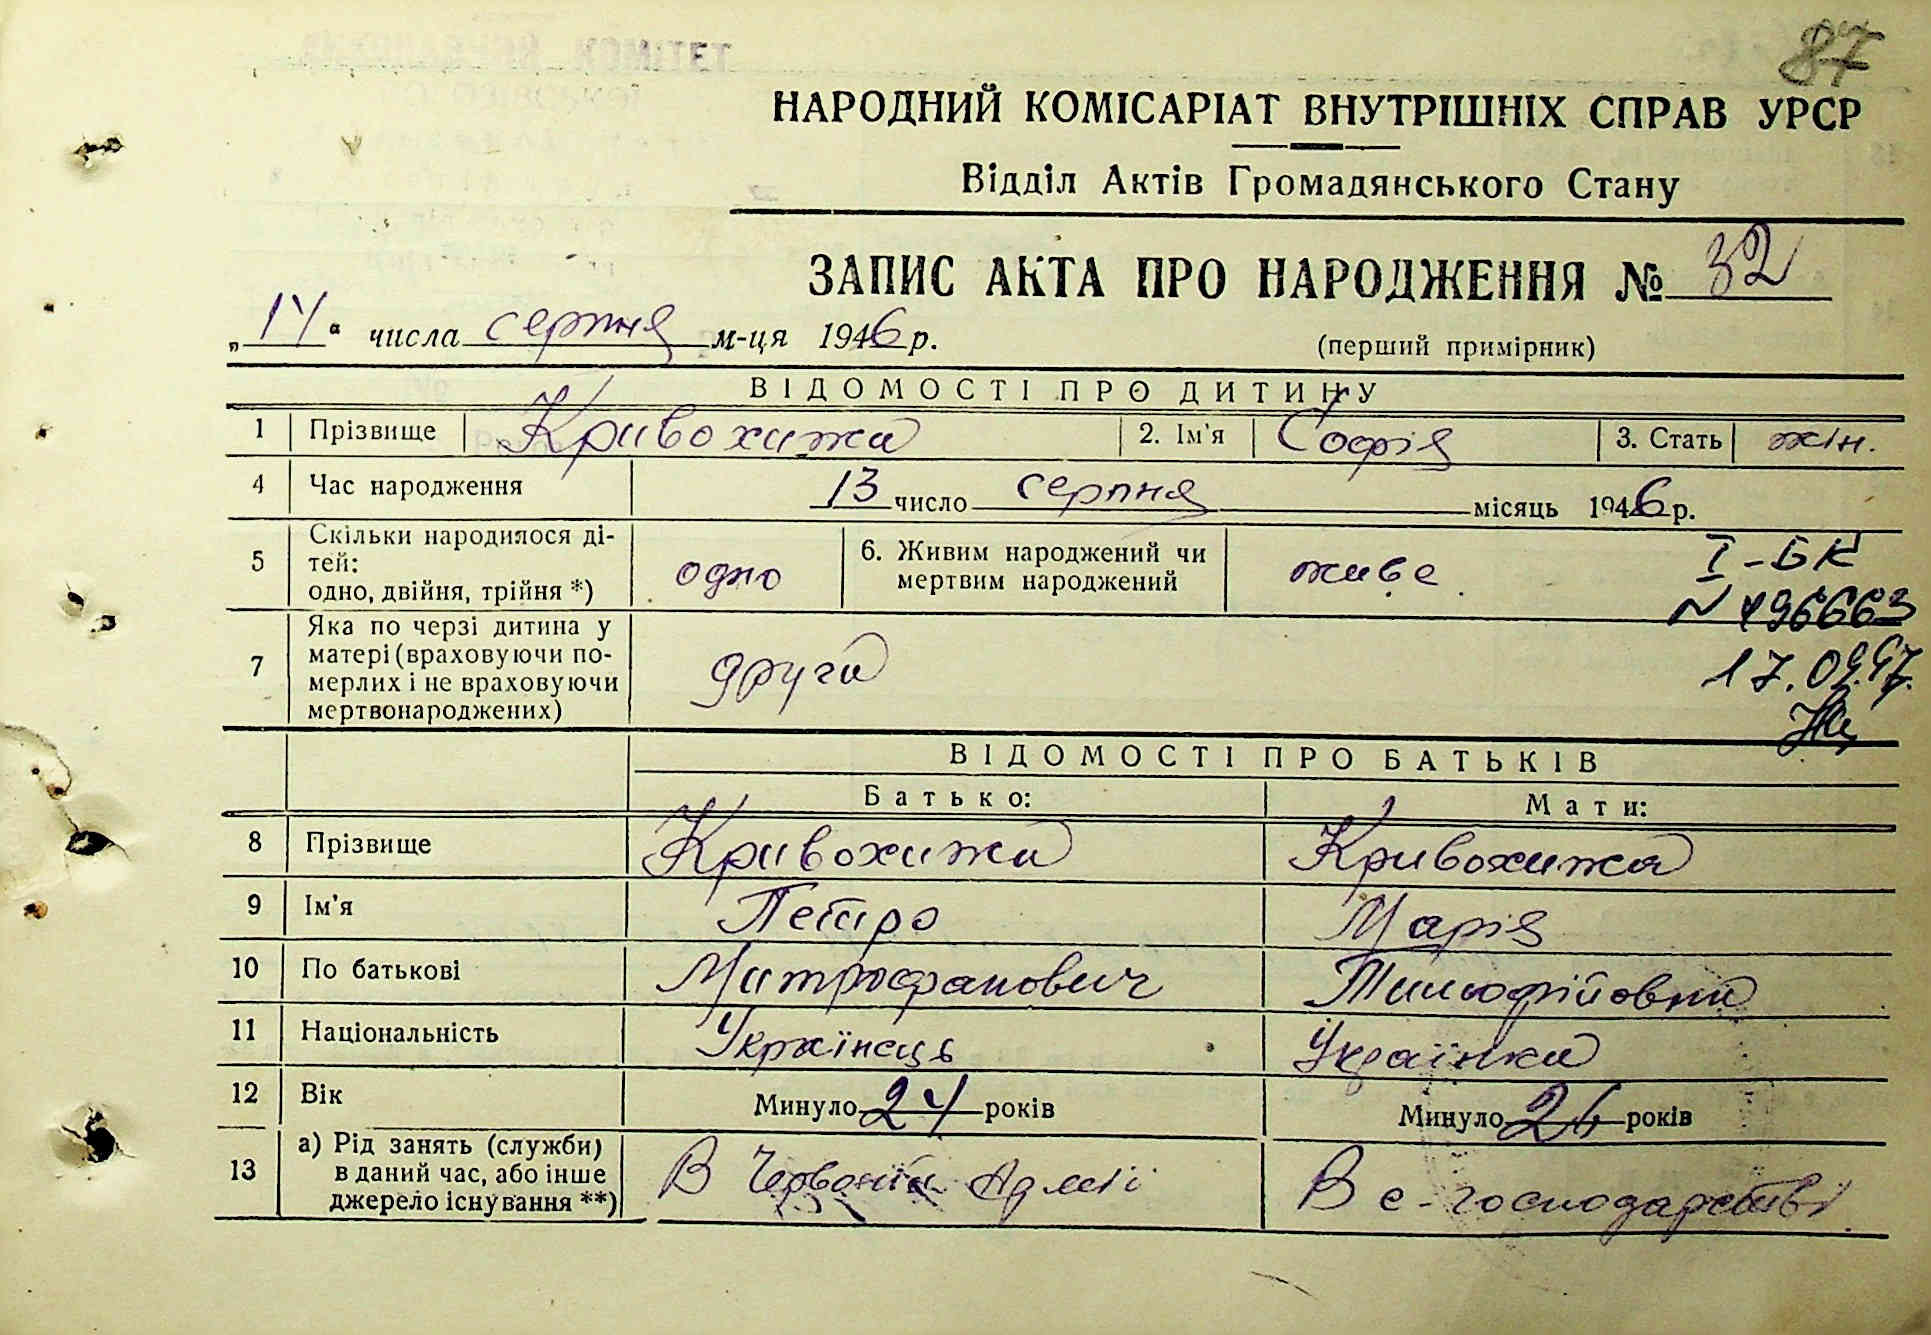 87
НАРОДНИЙ КОМІСАРІАТ ВНУТРІШНІХ СПРАВ УРСР
Відділ Актів Громадянського Стану
ЗАПИС АКТА ПРО НАРОДЖЕННЯ № 32
„14“ числа серпня м-ця 1946 р.
(перший примірник)
ВІДОМОСТІ ПРО ДИТИНУ
1 Прізвище Кривохижа 2. Ім'я Софія 3. Стать жін.
4 Час народження 13 число серпня місяць 1946 р.
5 Скільки народилося ді-
тей:
одно, двійня, трійня *) одно
6. Живим народжений чи
мертвим народжений живе
І-БК
N 496663
17.09.47.
7 Яка по черзі дитина у
матері (враховуючи по-
мерлих і не враховуючи
мертвонароджених) друга
ВІДОМОСТІ ПРО БАТЬКІВ
Батько: Мати:
8 Прізвище Кривохижа Кривохижа
9 Ім'я Петро Марія
10 По батькові Митрофанович Тимофійовна
11 Національність Українець Українка
12 Вік Минуло 24 років Минуло 24 років
13 а) Рід занять (служби)
в даний час, або інше
джерело існування **) В Червоній Армії В с-господарстві